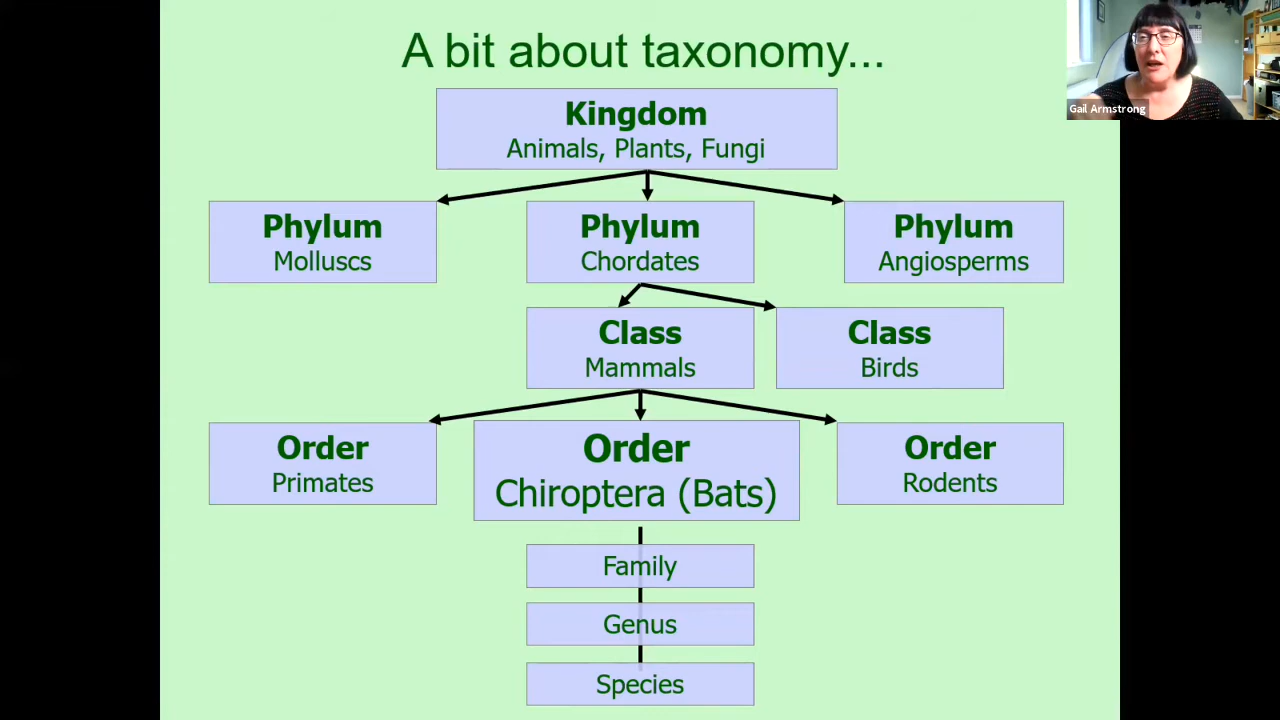 A bit about taxonomy...
Gail Armstrong
Kingdom
Animals, Plants, Fungi
Phylum
Molluscs
Phylum
Chordates
Phylum
Angiosperms
Class
Mammals
Class
Birds
Order
Primates
Order
Chiroptera (Bats)
Order
Rodents
Family
Genus
Species